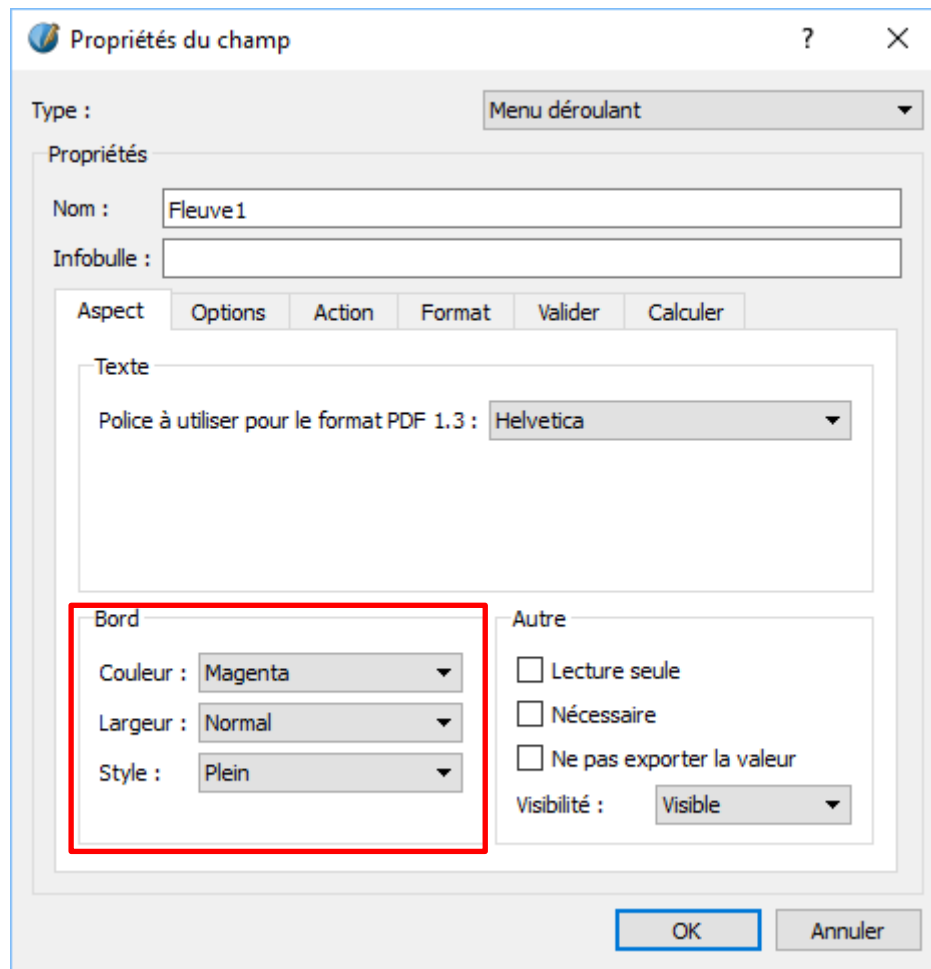 Propriétés du champ ?
Type : Menu déroulant
Propriétés
Nom : Fleuve1
Infobulle :
Aspect Options Action Format Valider Calculer
Texte
Police à utiliser pour le format PDF 1.3 : Helvetica
Bord
Couleur : Magenta
Largeur : Normal
Style : Plein
Autre
Lecture seule
Nécessaire
Ne pas exporter la valeur
Visibilité : Visible
OK Annuler